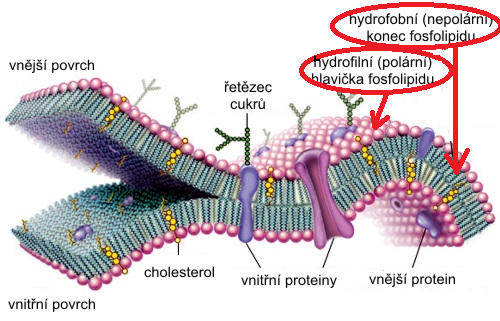 hydrofobní (nepolární)
konec fosfolipidu
hydrofilní (polární)
hlavička fosfolipidu
vnější povrch
řetězec
cukrů
cholesterol
vnitřní proteiny
vnější protein
vnitřní povrch